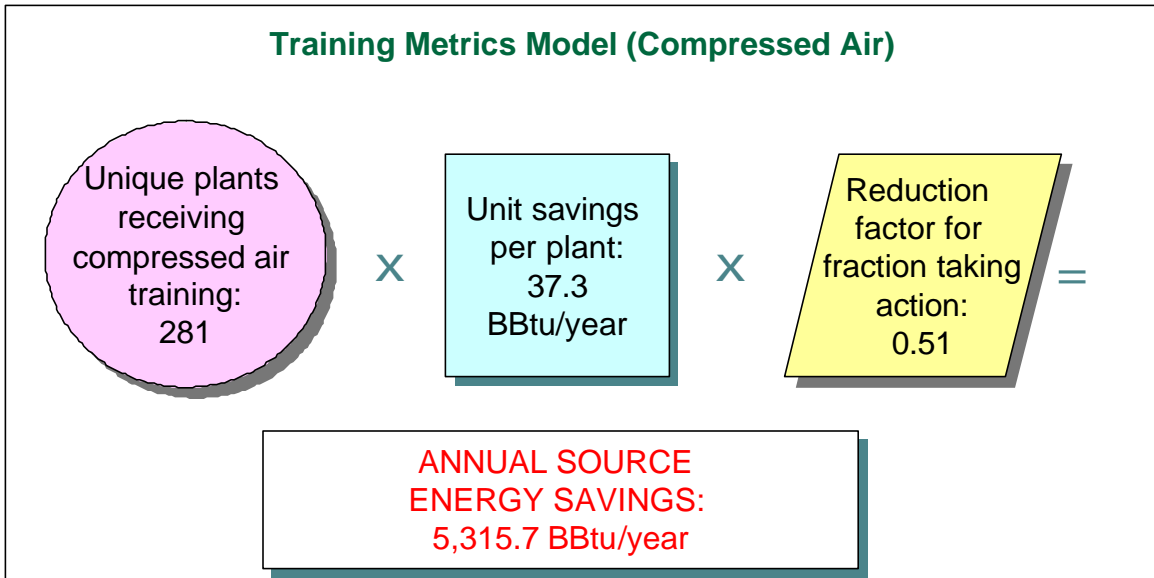 Training Metrics Model (Compressed Air)
Unique plants
receiving
compressed air
training:
281
x
Unit savings
per plant:
37.3
BBtu/year
x
Reduction
factor for
fraction taking
action:
0.51
=
ANNUAL SOURCE
ENERGY SAVINGS:
5,315.7 BBtu/year